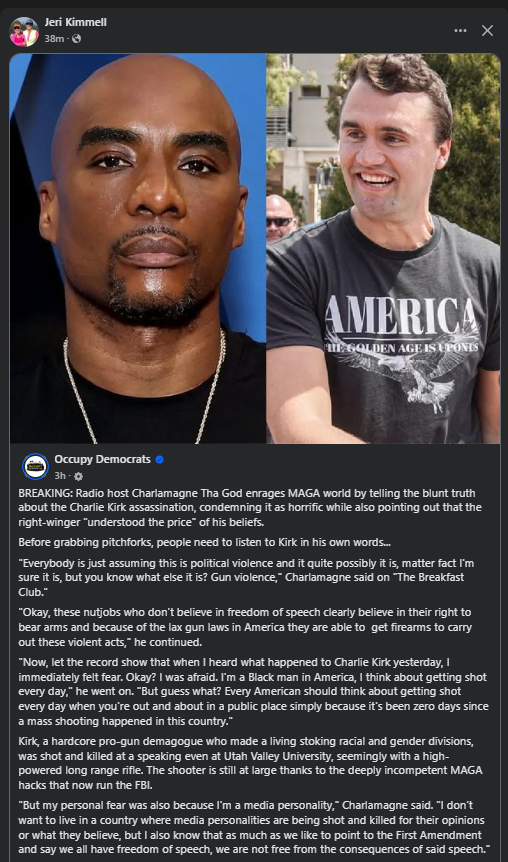 Jeri Kimmell
38m ·
AMERICA
THE GOLDEN AGE IS UPON US
Occupy Democrats
3h ·
BREAKING: Radio host Charlamagne Tha God enrages MAGA world by telling the blunt truth
about the Charlie Kirk assassination, condemning it as horrific while also pointing out that the
right-winger "understood the price" of his beliefs.
Before grabbing pitchforks, people need to listen to Kirk in his own words...
"Everybody is just assuming this is political violence and it quite possibly it is, matter fact I'm
sure it is, but you know what else it is? Gun violence," Charlamagne said on "The Breakfast
Club."
"Okay, these nutjobs who don't believe in freedom of speech clearly believe in their right to
bear arms and because of the lax gun laws in America they are able to  get firearms to carry
out these violent acts," he continued.
"Now, let the record show that when I heard what happened to Charlie Kirk yesterday, I
immediately felt fear. Okay? I was afraid. I'm a Black man in America, I think about getting shot
every day," he went on. "But guess what? Every American should think about getting shot
every day when you're out and about in a public place simply because it's been zero days since
a mass shooting happened in this country."
Kirk, a hardcore pro-gun demagogue who made a living stoking racial and gender divisions,
was shot and killed at a speaking even at Utah Valley University, seemingly with a high-
powered long range rifle. The shooter is still at large thanks to the deeply incompetent MAGA
hacks that now run the FBI.
"But my personal fear was also because I'm a media personality," Charlamagne said. "I don't
want to live in a country where media personalities are being shot and killed for their opinions
or what they believe, but I also know that as much as we like to point to the First Amendment
and say we all have freedom of speech, we are not free from the consequences of said speech."